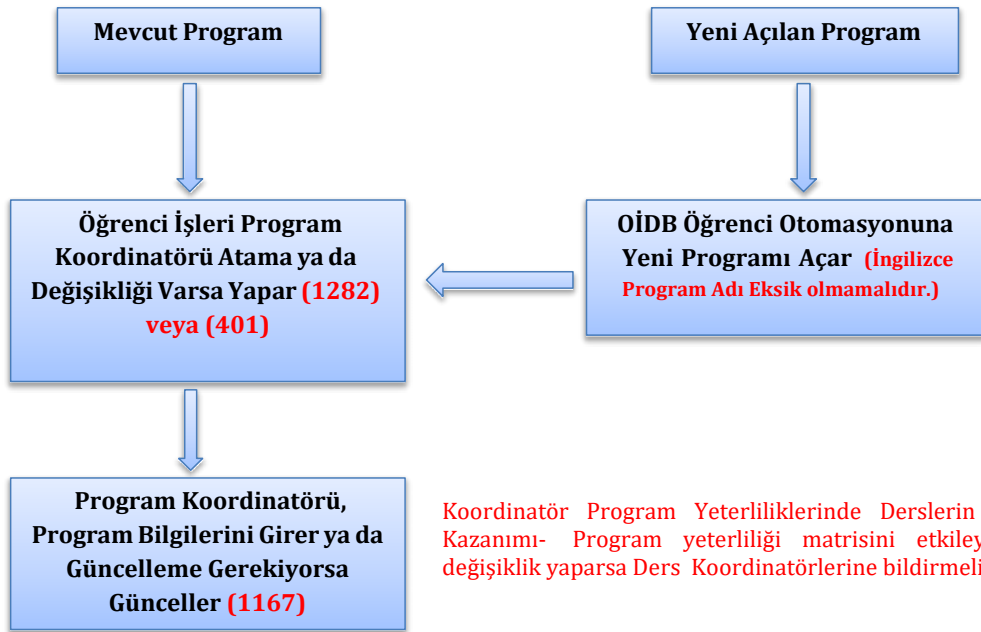 Mevcut Program
Yeni Açılan Program
Öğrenci İşleri Program
Koordinatörü Atama ya da
Değişikliği Varsa Yapar (1282)
veya (401)
OİDB Öğrenci Otomasyonuna
Yeni Programı Açar (İngilizce
Program Adı Eksik olmamalıdır.)
Program Koordinatörü,
Program Bilgilerini Girer ya da
Güncelleme Gerekiyorsa
Günceller (1167)
Koordinatör Program Yeterliliklerinde Derslerin
Kazanımı- Program yeterliliği matrisini etkiley
değişiklik yaparsa Ders Koordinatörlerine bildirmeli